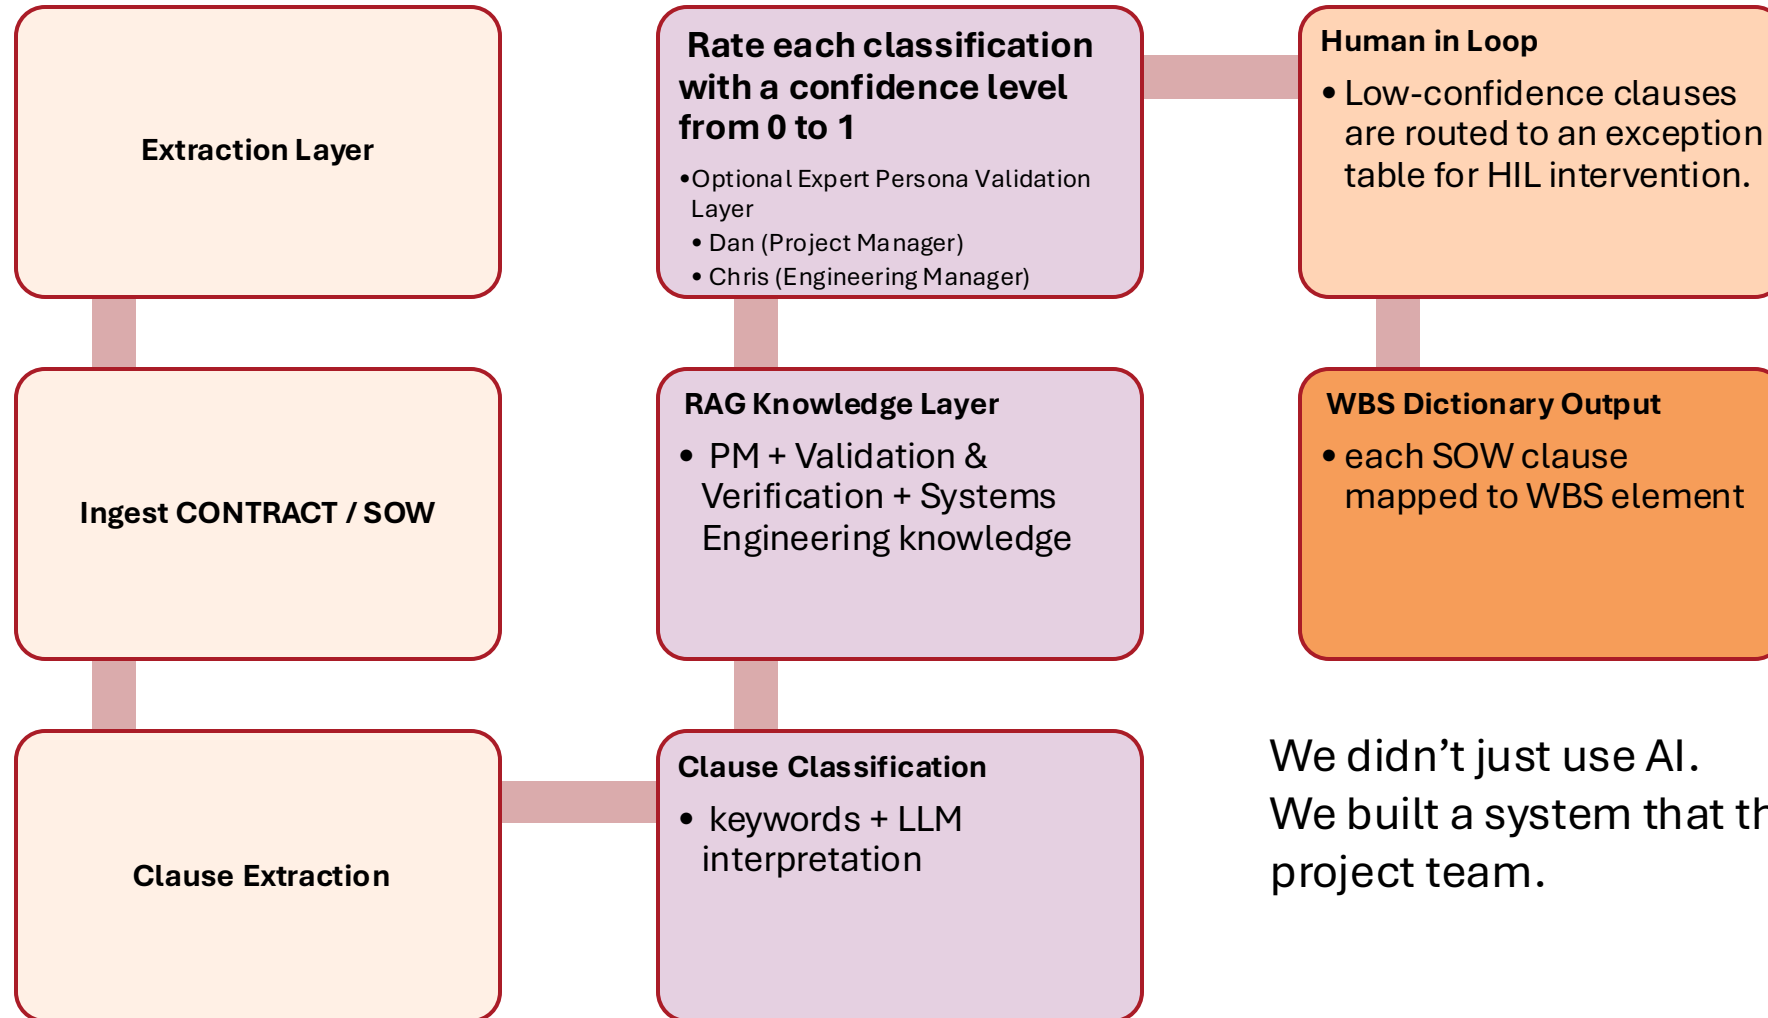 Extraction Layer
Ingest CONTRACT / SOW
Clause Extraction
Clause Classification
• keywords + LLM
interpretation
RAG Knowledge Layer
• PM + Validation &
Verification + Systems
Engineering knowledge
Rate each classification
with a confidence level
from 0 to 1
•Optional Expert Persona Validation
Layer
• Dan (Project Manager)
• Chris (Engineering Manager)
Human in Loop
• Low-confidence clauses
are routed to an exception
table for HIL intervention.
WBS Dictionary Output
• each SOW clause
mapped to WBS element
We didn’t just use AI.
We built a system that
project team.